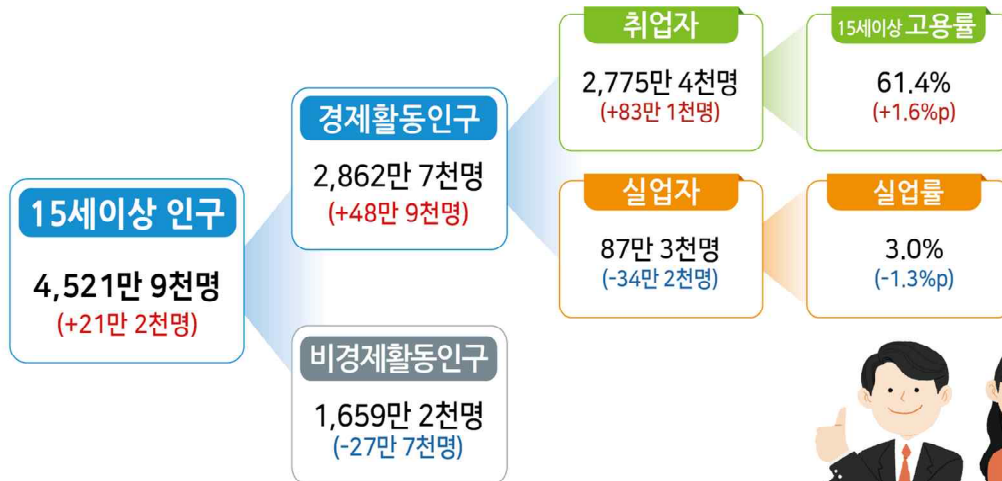 15세이상 인구
4,521만 9천명
(+21만 2천명)
경제활동인구
2,862만 7천명
(+48만 9천명)
비경제활동인구
1,659만 2천명
(-27만 7천명)
취업자
2,775만 4천명
(+83만 1천명)
15세이상 고용률
61.4%
(+1.6%p)
실업자
87만 3천명
(-34만 2천명)
실업률
3.0%
(-1.3%p)